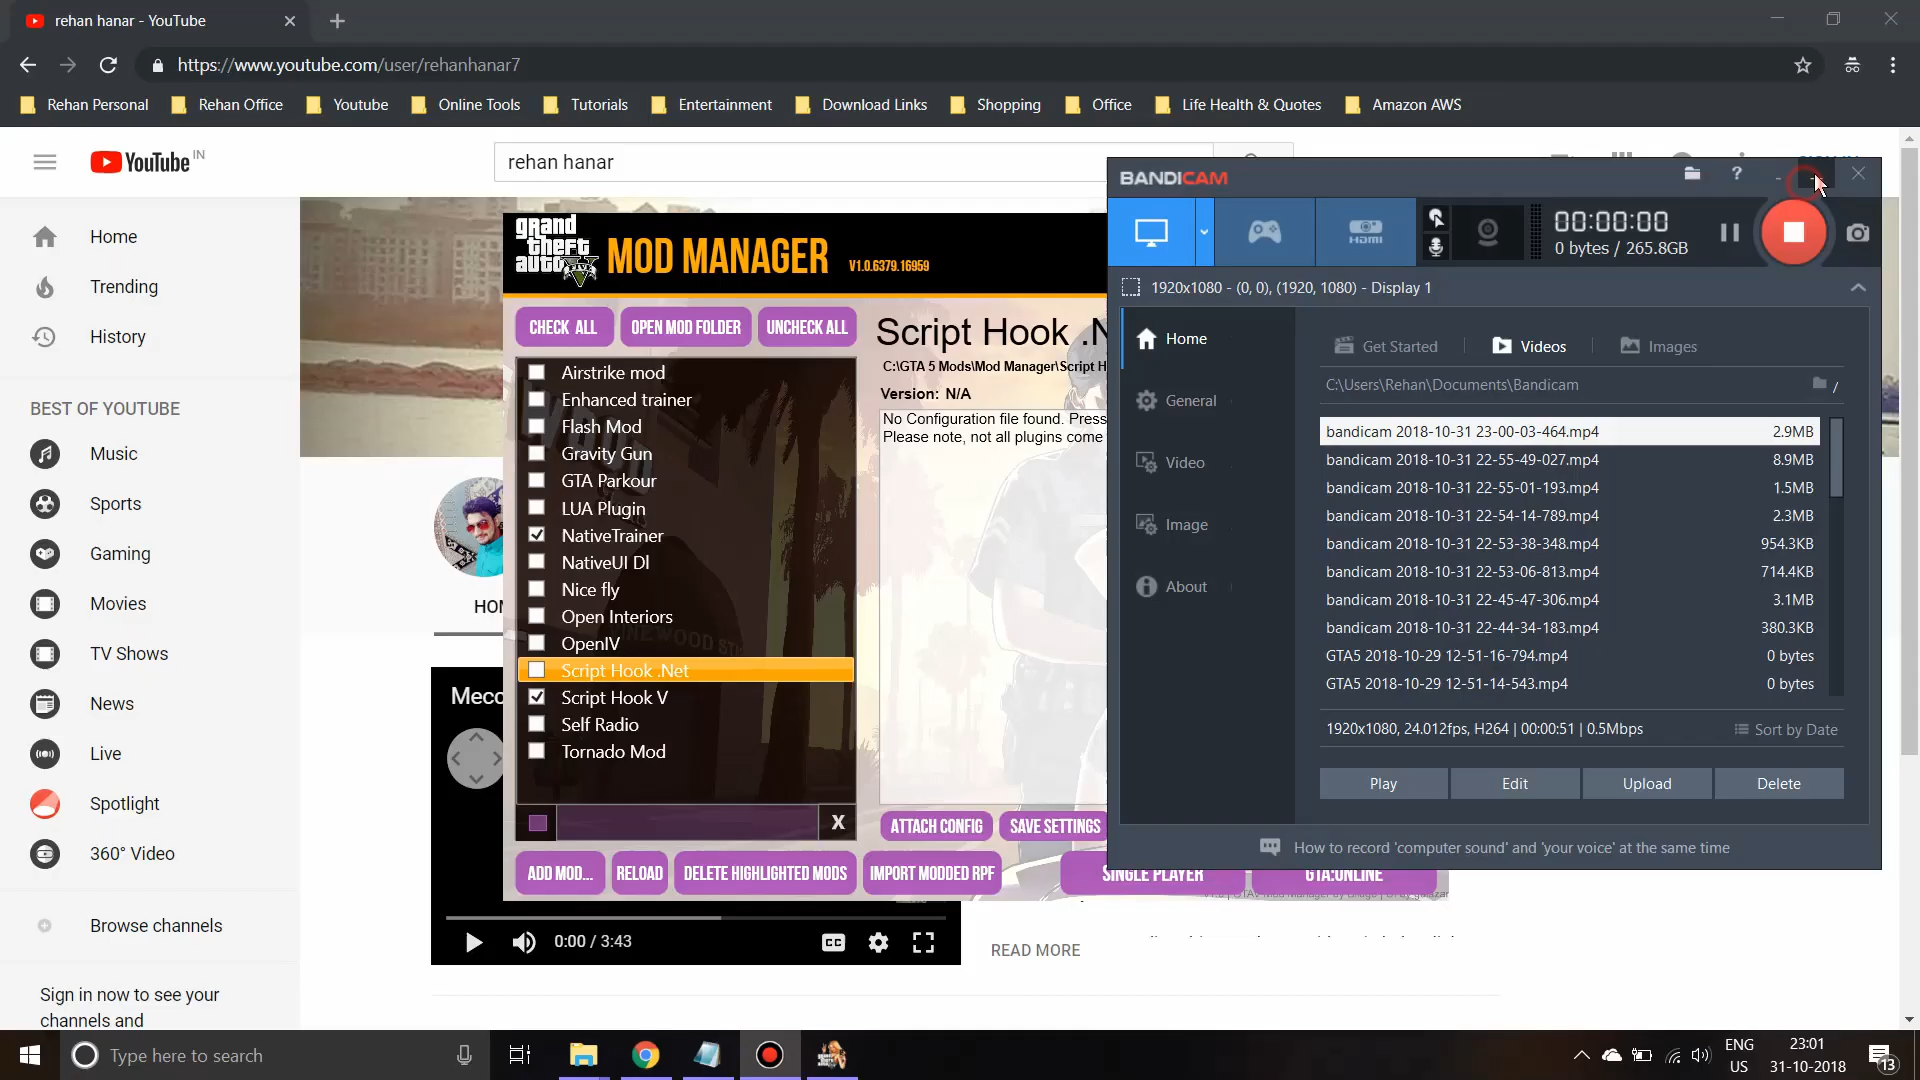 rehan hanar - YouTube
https://www.youtube.com/user/rehanhanar7
Rehan Personal
Rehan Office
Youtube
Online Tools
Tutorials
Entertainment
Download Links
Shopping
Office
Life Health & Quotes
Amazon AWS
YouTube IN
rehan hanar
Home
Trending
History
BEST OF YOUTUBE
Music
Sports
Gaming
Movies
TV Shows
News
Live
Spotlight
360° Video
Browse channels
Sign in now to see your
channels and
HOM
Meco
0:00 / 3:43
CC
READ MORE
grand
theft
auto V
MOD MANAGER
V1.0.6379.16959
CHECK ALL
OPEN MOD FOLDER
UNCHECK ALL
Airstrike mod
Enhanced trainer
Flash Mod
Gravity Gun
GTA Parkour
LUA Plugin
NativeTrainer
NativeUI Dl
Nice fly
Open Interiors
OpenIV
Script Hook .Net
Script Hook V
Self Radio
Tornado Mod
X
ADD MOD...
RELOAD
DELETE HIGHLIGHTED MODS
IMPORT MODDED RPF
Script Hook .N
C:\GTA 5 Mods\Mod Manager\Script H
Version: N/A
No Configuration file found. Press
Please note, not all plugins come
ATTACH CONFIG
SAVE SETTINGS
SINGLE PLAYER
GTA:ONLINE
BANDICAM
?
HDMI
00:00:00
0 bytes / 265.8GB
1920x1080 - (0, 0), (1920, 1080) - Display 1
Home
General
Video
Image
About
Get Started
Videos
Images
C:\Users\Rehan\Documents\Bandicam
/
bandicam 2018-10-31 23-00-03-464.mp4 2.9MB
bandicam 2018-10-31 22-55-49-027.mp4 8.9MB
bandicam 2018-10-31 22-55-01-193.mp4 1.5MB
bandicam 2018-10-31 22-54-14-789.mp4 2.3MB
bandicam 2018-10-31 22-53-38-348.mp4 954.3KB
bandicam 2018-10-31 22-53-06-813.mp4 714.4KB
bandicam 2018-10-31 22-45-47-306.mp4 3.1MB
bandicam 2018-10-31 22-44-34-183.mp4 380.3KB
GTA5 2018-10-29 12-51-16-794.mp4 0 bytes
GTA5 2018-10-29 12-51-14-543.mp4 0 bytes
1920x1080, 24.012fps, H264 | 00:00:51 | 0.5Mbps
Sort by Date
Play
Edit
Upload
Delete
How to record 'computer sound' and 'your voice' at the same time
Type here to search
ENG
US
23:01
31-10-2018
13